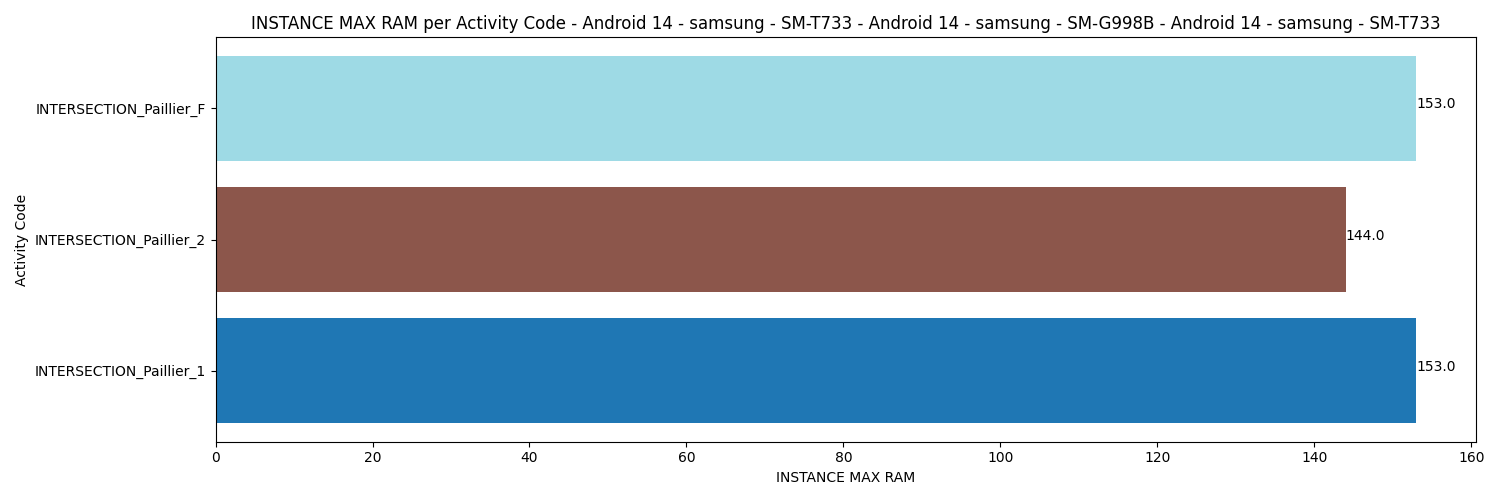 INSTANCE MAX RAM per Activity Code - Android 14 - samsung - SM-T733 - Android 14 - samsung - SM-G998B - Android 14 - samsung - SM-T733
INTERSECTION_Paillier_F
153.0
INTERSECTION_Paillier_2
144.0
INTERSECTION_Paillier_1
153.0
Activity Code
0 20 40 60 80 100 120 140 160
INSTANCE MAX RAM